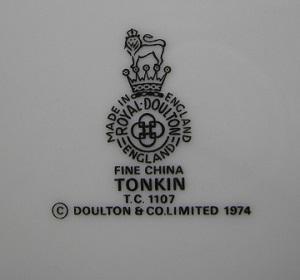 MADE IN ENGLAND
ROYAL DOULTON
ENGLAND
FINE CHINA
TONKIN
T.C. 1107
© DOULTON & CO. LIMITED 1974